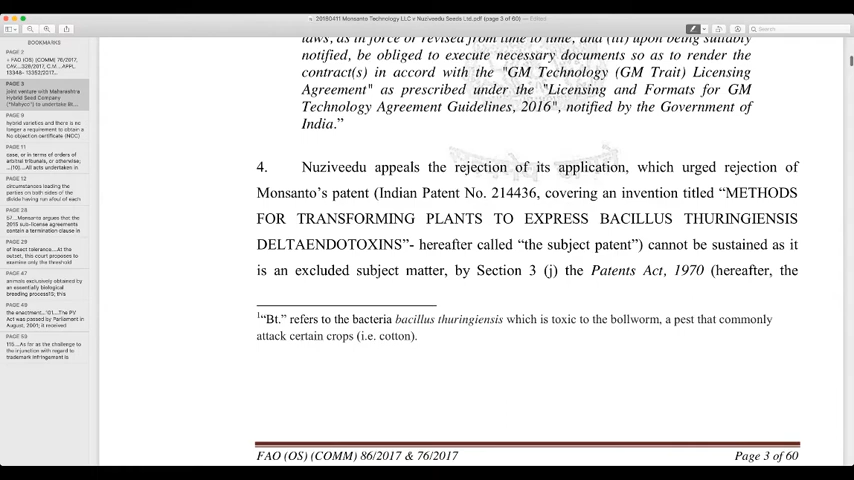 20180411 Monsanto Technology LLC v Nuziveedu Seeds Ltd.pdf (page 3 of 60) — Edited
Search
BOOKMARKS
PAGE 2
+ FAO (OS) (COMM) 76/2017,
CAV....328/2017, C.M....APPL.
13348- 13352/2017...
PAGE 3
joint venture with Maharashtra
Hybrid Seed Company
("Mahyco") to undertake Bt...
PAGE 9
hybrid varieties and there is no
longer a requirement to obtain a
No objection certificate (NOC)
PAGE 11
case, or in terms of orders of
arbitral tribunals, or otherwise;
...(10)....All acts undertaken in
PAGE 12
circumstances leading the
parties on both sides of the
divide having run afoul of each
PAGE 28
57....Monsanto argues that the
2015 sub-license agreements
contain a termination clause in
PAGE 29
of insect tolerance....At the
outset, this court proposes to
examine only the threshold
PAGE 47
animals exclusively obtained by
an essentially biological
breeding process15; this
PAGE 49
the enactment...101....The PV
Act was passed by Parliament in
August, 2001; it received
PAGE 59
115....As far as the challenge to
the injunction with regard to
trademark infringement is
laws, as in force or revised from time to time, and (iii) upon being suitably
notified, be obliged to execute necessary documents so as to render the
contract(s) in accord with the "GM Technology (GM Trait) Licensing
Agreement" as prescribed under the "Licensing and Formats for GM
Technology Agreement Guidelines, 2016", notified by the Government of
India.”
4. Nuziveedu appeals the rejection of its application, which urged rejection of
Monsanto’s patent (Indian Patent No. 214436, covering an invention titled “METHODS
FOR TRANSFORMING PLANTS TO EXPRESS BACILLUS THURINGIENSIS
DELTAENDOTOXINS”- hereafter called “the subject patent”) cannot be sustained as it
is an excluded subject matter, by Section 3 (j) the Patents Act, 1970 (hereafter, the
1“Bt.” refers to the bacteria bacillus thuringiensis which is toxic to the bollworm, a pest that commonly
attack certain crops (i.e. cotton).
FAO (OS) (COMM) 86/2017 & 76/2017 Page 3 of 60